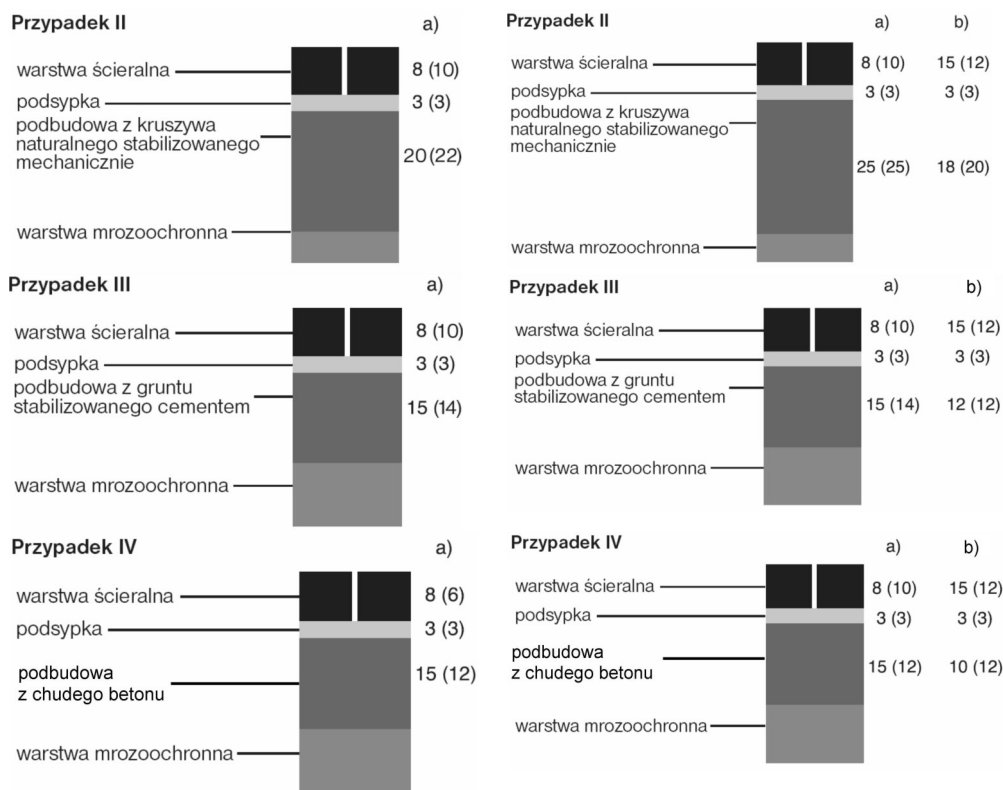 Przypadek II a)
warstwa ścieralna 8 (10)
podsypka 3 (3)
podbudowa z kruszywa
naturalnego stabilizowanego
mechanicznie 20 (22)
warstwa mrozoochronna
Przypadek II a) b)
warstwa ścieralna 8 (10) 15 (12)
podsypka 3 (3) 3 (3)
podbudowa z kruszywa
naturalnego stabilizowanego
mechanicznie
25 (25) 18 (20)
warstwa mrozoochronna
Przypadek III a)
warstwa ścieralna 8 (10)
podsypka 3 (3)
podbudowa z gruntu
stabilizowanego cementem 15 (14)
warstwa mrozoochronna
Przypadek III a) b)
warstwa ścieralna 8 (10) 15 (12)
podsypka 3 (3) 3 (3)
podbudowa z gruntu
stabilizowanego cementem 15 (14) 12 (12)
warstwa mrozoochronna
Przypadek IV a)
warstwa ścieralna 8 (6)
podsypka 3 (3)
podbudowa
z chudego betonu 15 (12)
warstwa mrozoochronna
Przypadek IV a) b)
warstwa ścieralna 8 (10) 15 (12)
podsypka 3 (3) 3 (3)
podbudowa
z chudego betonu 15 (12) 10 (12)
warstwa mrozoochronna